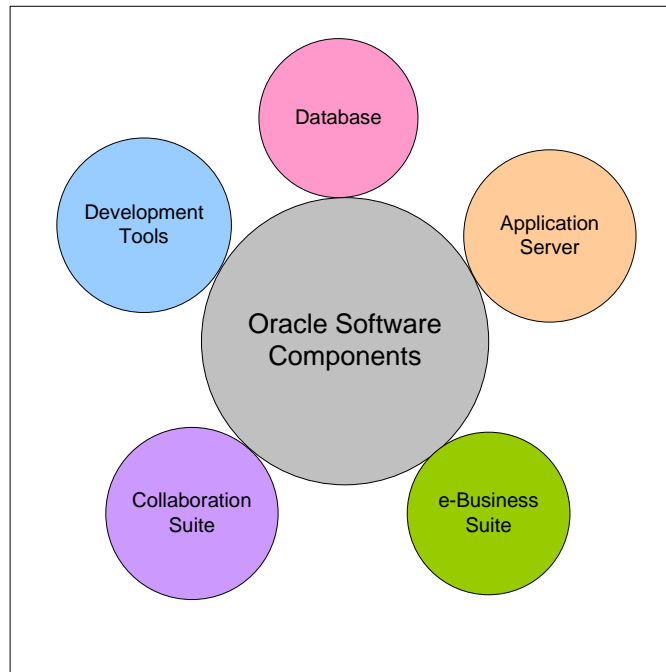 Database
Development
Tools
Application
Server
Oracle Software
Components
Collaboration
Suite
e-Business
Suite